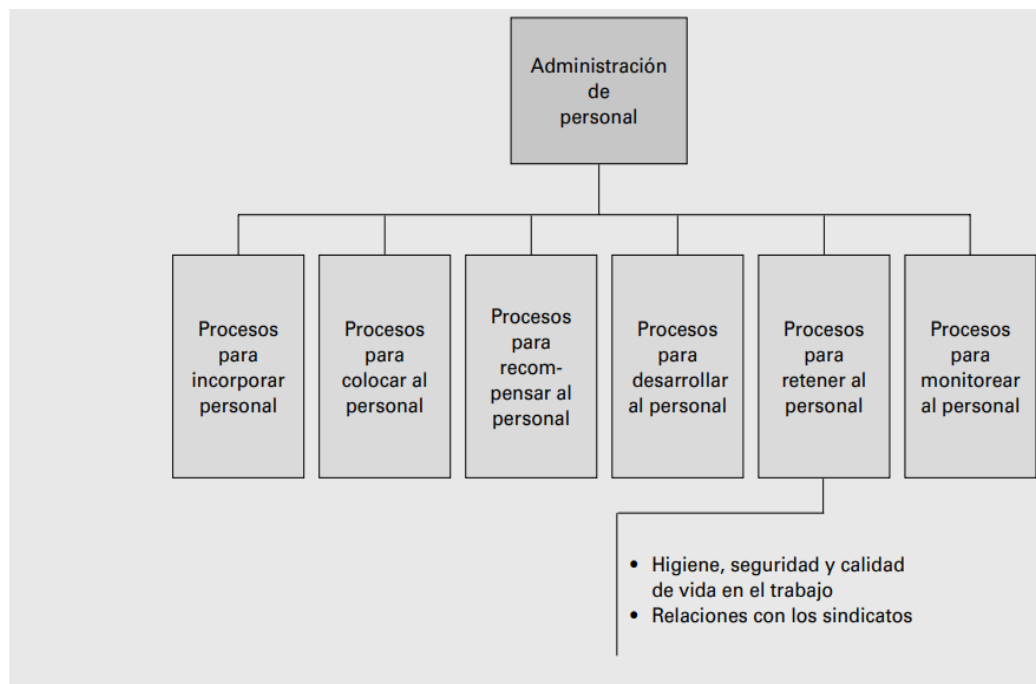 Administración
de
personal
Procesos
para
incorporar
personal
Procesos
para
colocar al
personal
Procesos
para
recom-
pensar al
personal
Procesos
para
desarrollar
al personal
Procesos
para
retener al
personal
Procesos
para
monitorear
al personal
• Higiene, seguridad y calidad
de vida en el trabajo
• Relaciones con los sindicatos